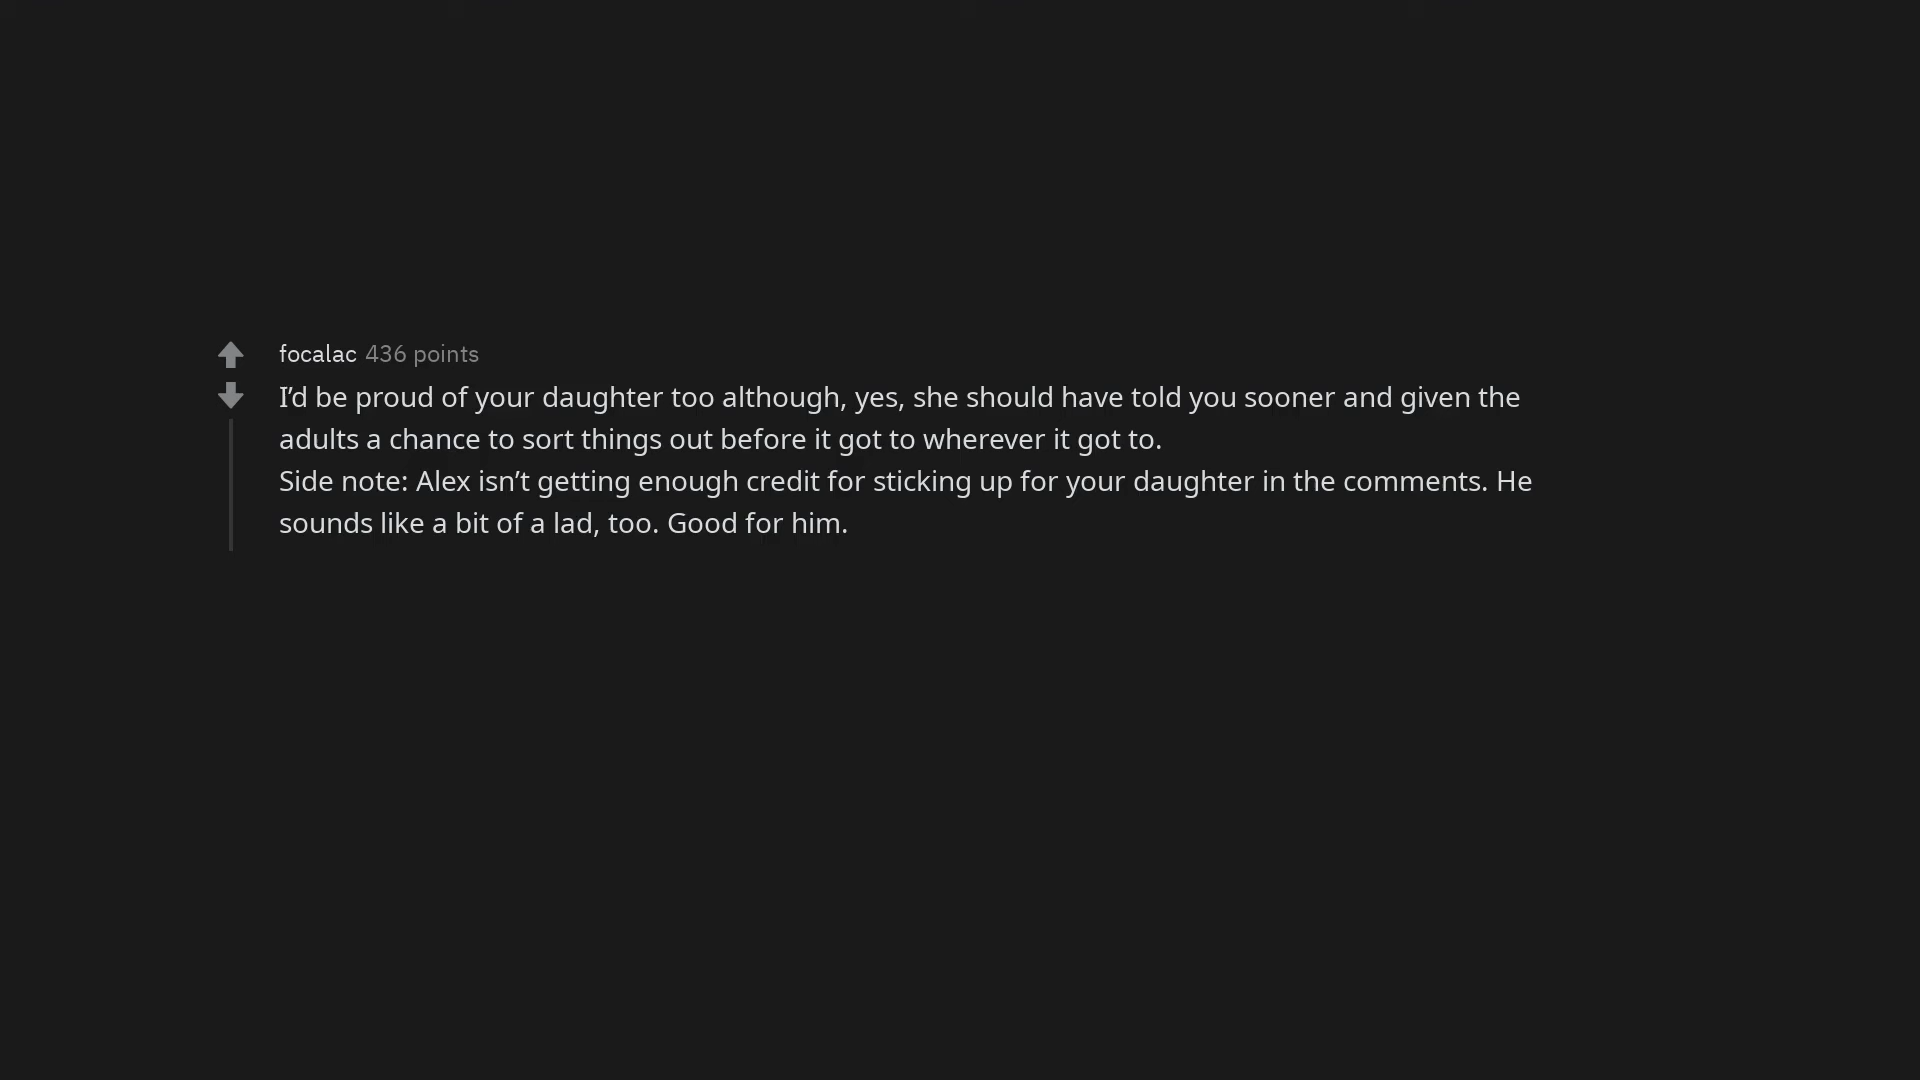 focalac 436 points
I’d be proud of your daughter too although, yes, she should have told you sooner and given the
adults a chance to sort things out before it got to wherever it got to.
Side note: Alex isn’t getting enough credit for sticking up for your daughter in the comments. He
sounds like a bit of a lad, too. Good for him.